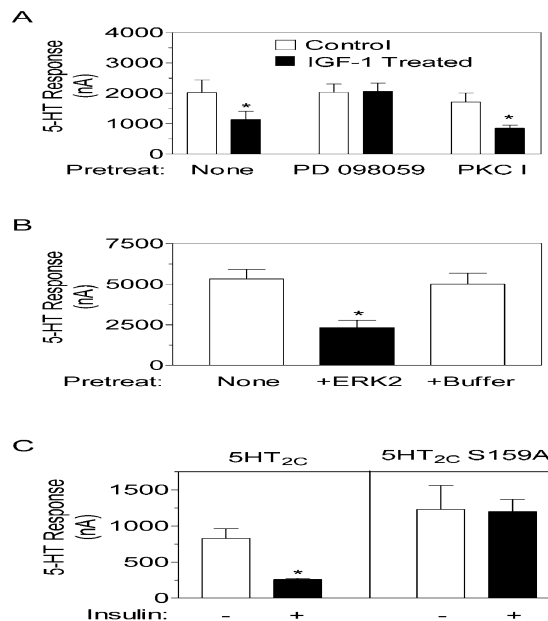 A
5-HT Response
(nA)
4000
3000
2000
1000
0
Control
IGF-1 Treated
*
*
Pretreat: None PD 098059 PKC I
B
5-HT Response
(nA)
7500
5000
2500
0
*
Pretreat: None +ERK2 +Buffer
C
5HT2C 5HT2C S159A
5-HT Response
(nA)
1500
1000
500
0
*
Insulin: - + - +